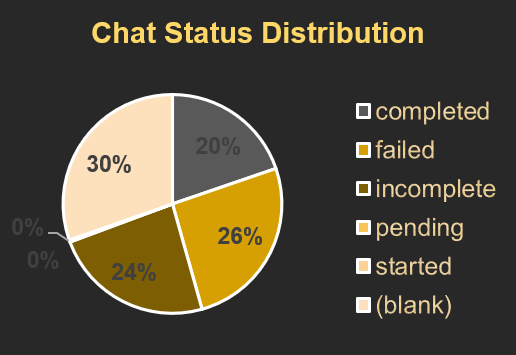 Chat Status Distribution
20%
26%
24%
0%
0%
30%
completed
failed
incomplete
pending
started
(blank)